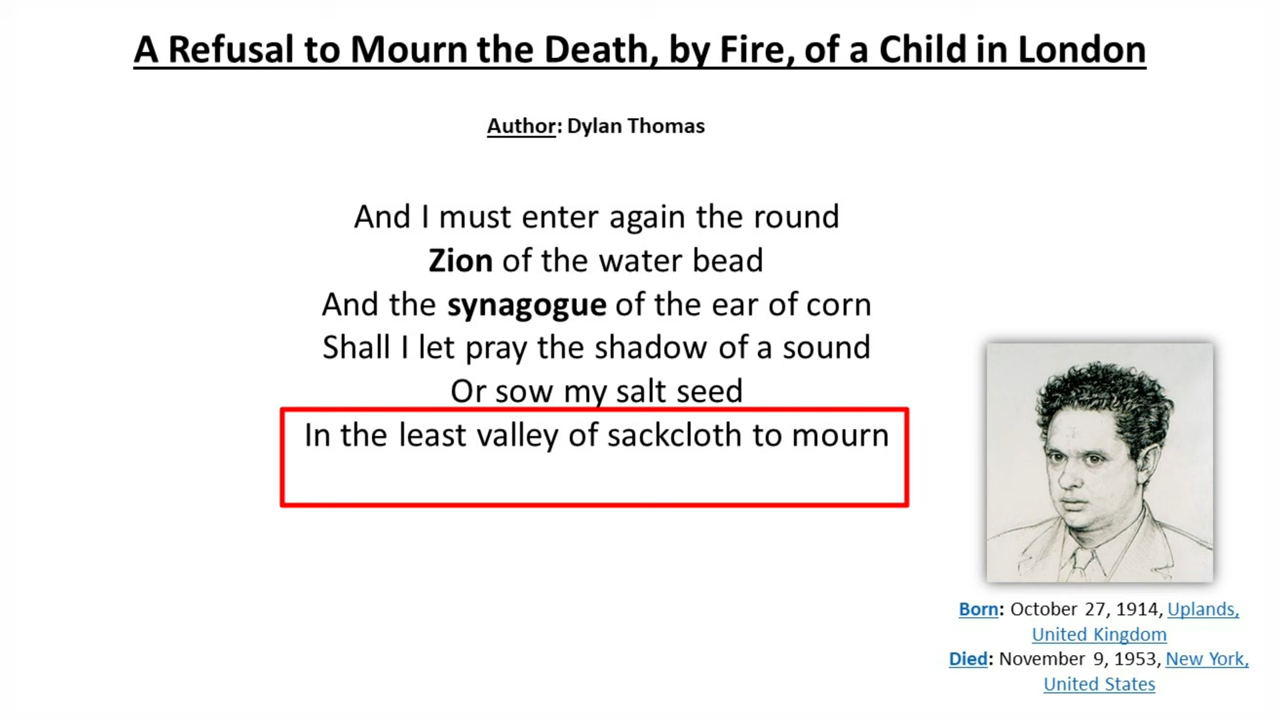 A Refusal to Mourn the Death, by Fire, of a Child in London
Author: Dylan Thomas
And I must enter again the round
Zion of the water bead
And the synagogue of the ear of corn
Shall I let pray the shadow of a sound
Or sow my salt seed
In the least valley of sackcloth to mourn
Born: October 27, 1914, Uplands,
United Kingdom
Died: November 9, 1953, New York,
United States